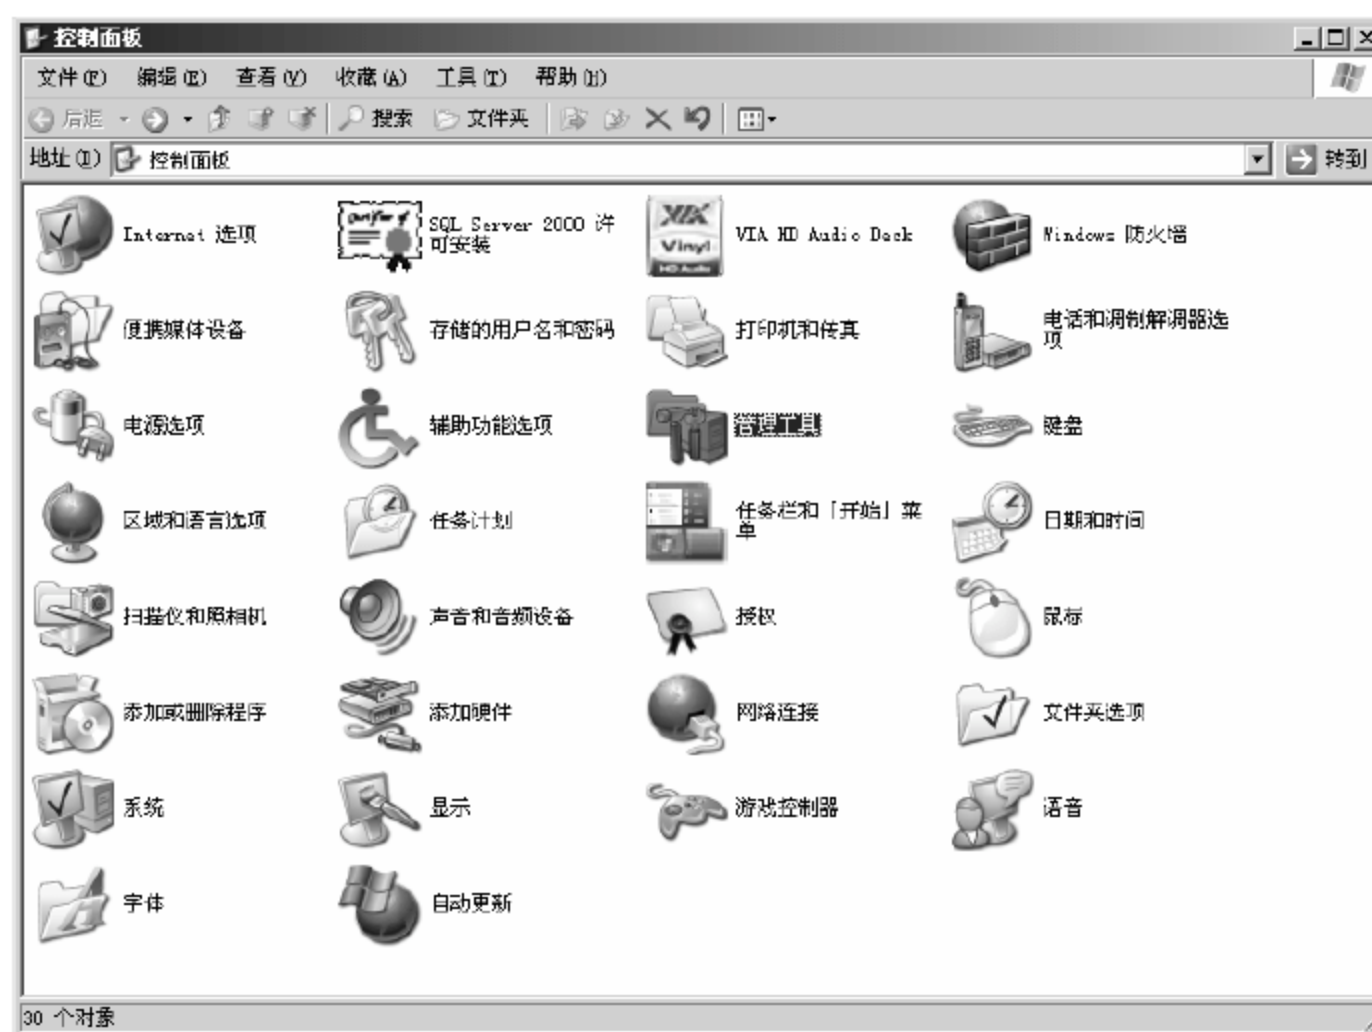 控制面板
文件(F) 编辑(E) 查看(V) 收藏(A) 工具(T) 帮助(H)
后退 搜索 文件夹
地址(D) 控制面板 转到
Internet 选项
SQL Server 2000 许
可安装
VIA HD Audio Deck
Windows 防火墙
便携媒体设备
存储的用户名和密码
打印机和传真
电话和调制解调器选
项
电源选项
辅助功能选项
管理工具
键盘
区域和语言选项
任务计划
任务栏和「开始」菜
单
日期和时间
扫描仪和照相机
声音和音频设备
授权
鼠标
添加或删除程序
添加硬件
网络连接
文件夹选项
系统
显示
游戏控制器
语音
字体
自动更新
30 个对象